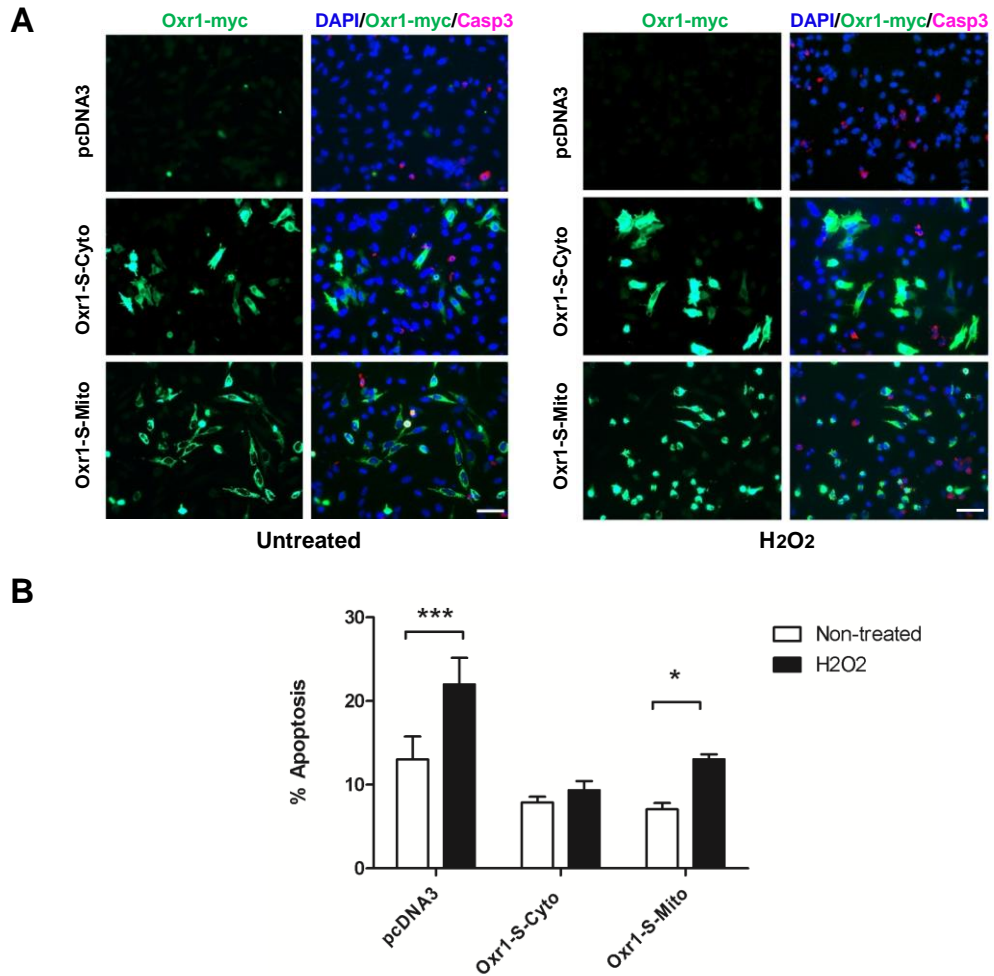 A
Oxr1-myc DAPI/Oxr1-myc/Casp3 Oxr1-myc DAPI/Oxr1-myc/Casp3
pcDNA3 pcDNA3
Oxr1-S-Cyto Oxr1-S-Cyto
Oxr1-S-Mito Oxr1-S-Mito
Untreated H2O2
B
% Apoptosis
30
20
10
0
***
*
Non-treated
H2O2
pcDNA3
Oxr1-S-Cyto
Oxr1-S-Mito